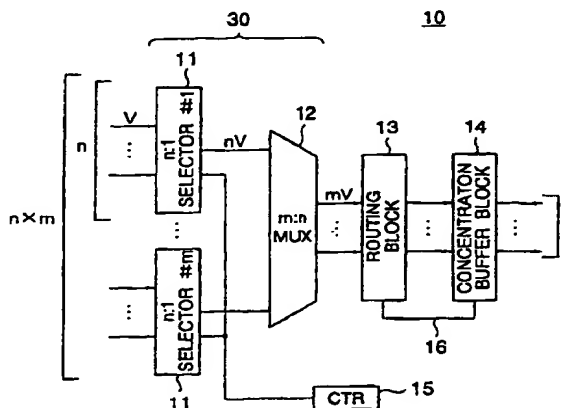 30
10
11
12
13
14
n
V
...
n:1
SELECTOR #1
nV
n×m
...
m:n
MUX
mV
...
ROUTING
BLOCK
...
CONCENTRATON
BUFFER BLOCK
...
...
n:1
SELECTOR #m
16
11
CTR
15